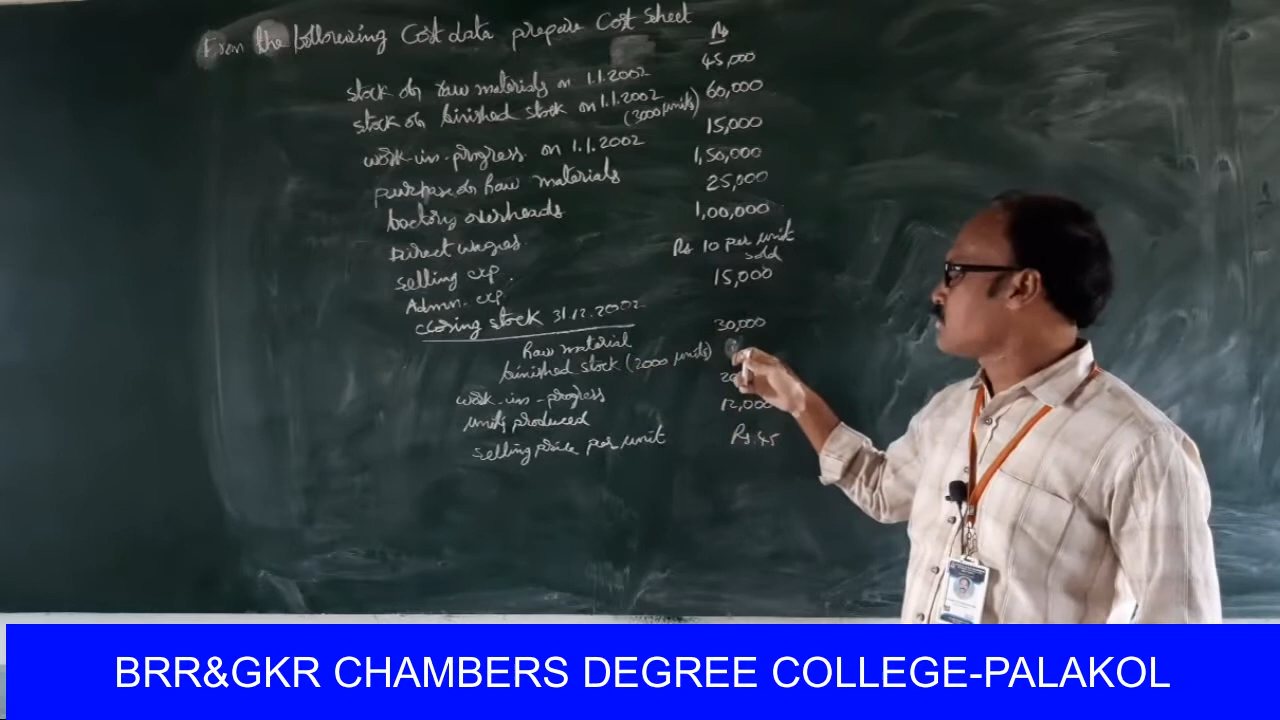 From the following Cost data prepare Cost Sheet
Rs
stock of raw materials on 1.1.2002 45,000
stock of finished stock on 1.1.2002 60,000
(3000 units)
work-in-progress on 1.1.2002 15,000
purchase of raw materials 1,50,000
factory overheads 25,000
Direct wages 1,00,000
selling exp. Rs 10 per unit
sold
Admn. exp 15,000
closing stock 31.12.2002
raw material 30,000
finished stock (2000 units)
work-in-progress
units produced 12,000
selling price per unit Rs.45
BRR&GKR CHAMBERS DEGREE COLLEGE-PALAKOL